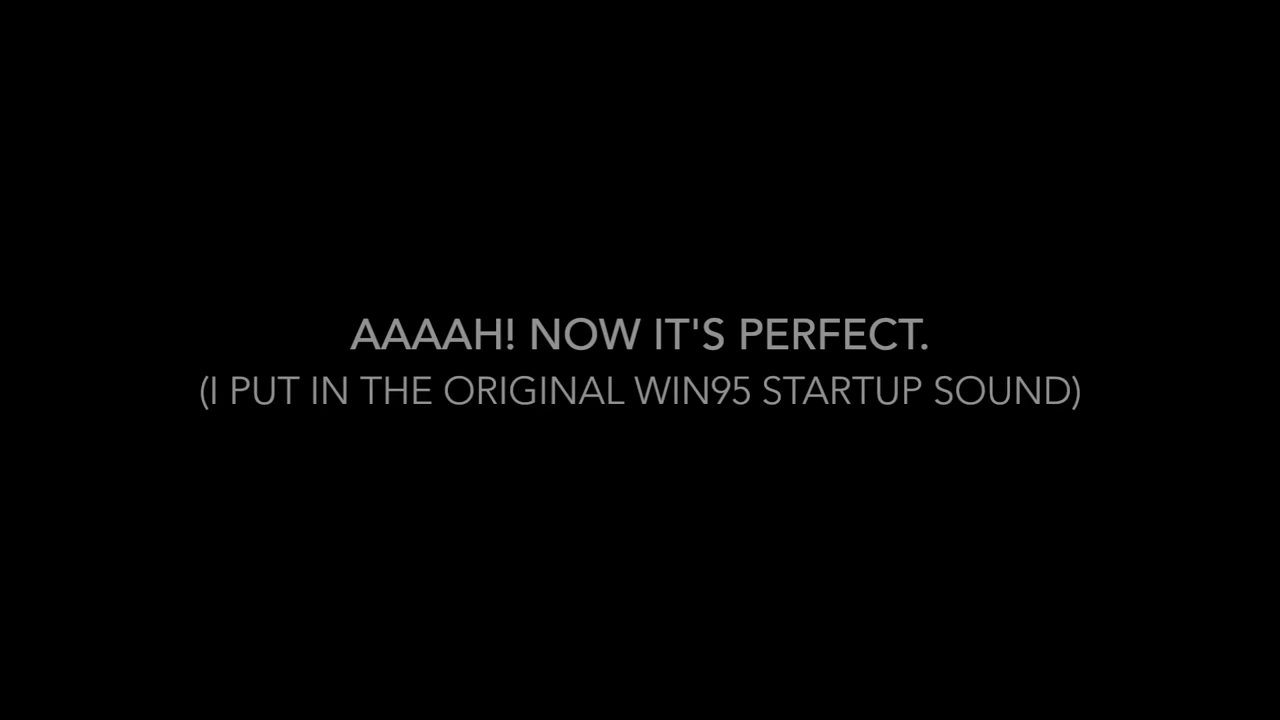 AAAAH! NOW IT'S PERFECT.
(I PUT IN THE ORIGINAL WIN95 STARTUP SOUND)